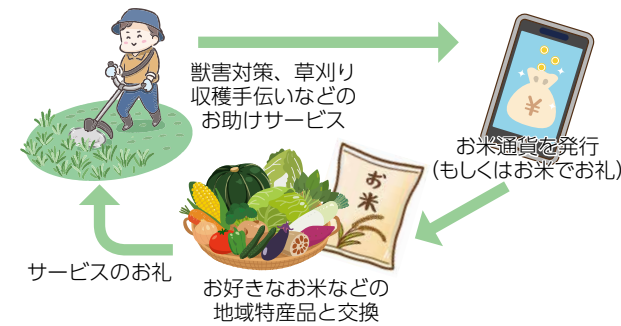 獣害対策、草刈り
収穫手伝いなどの
お助けサービス
¥
お米通貨を発行
(もしくはお米でお礼)
お米
お好きなお米などの
地域特産品と交換
サービスのお礼